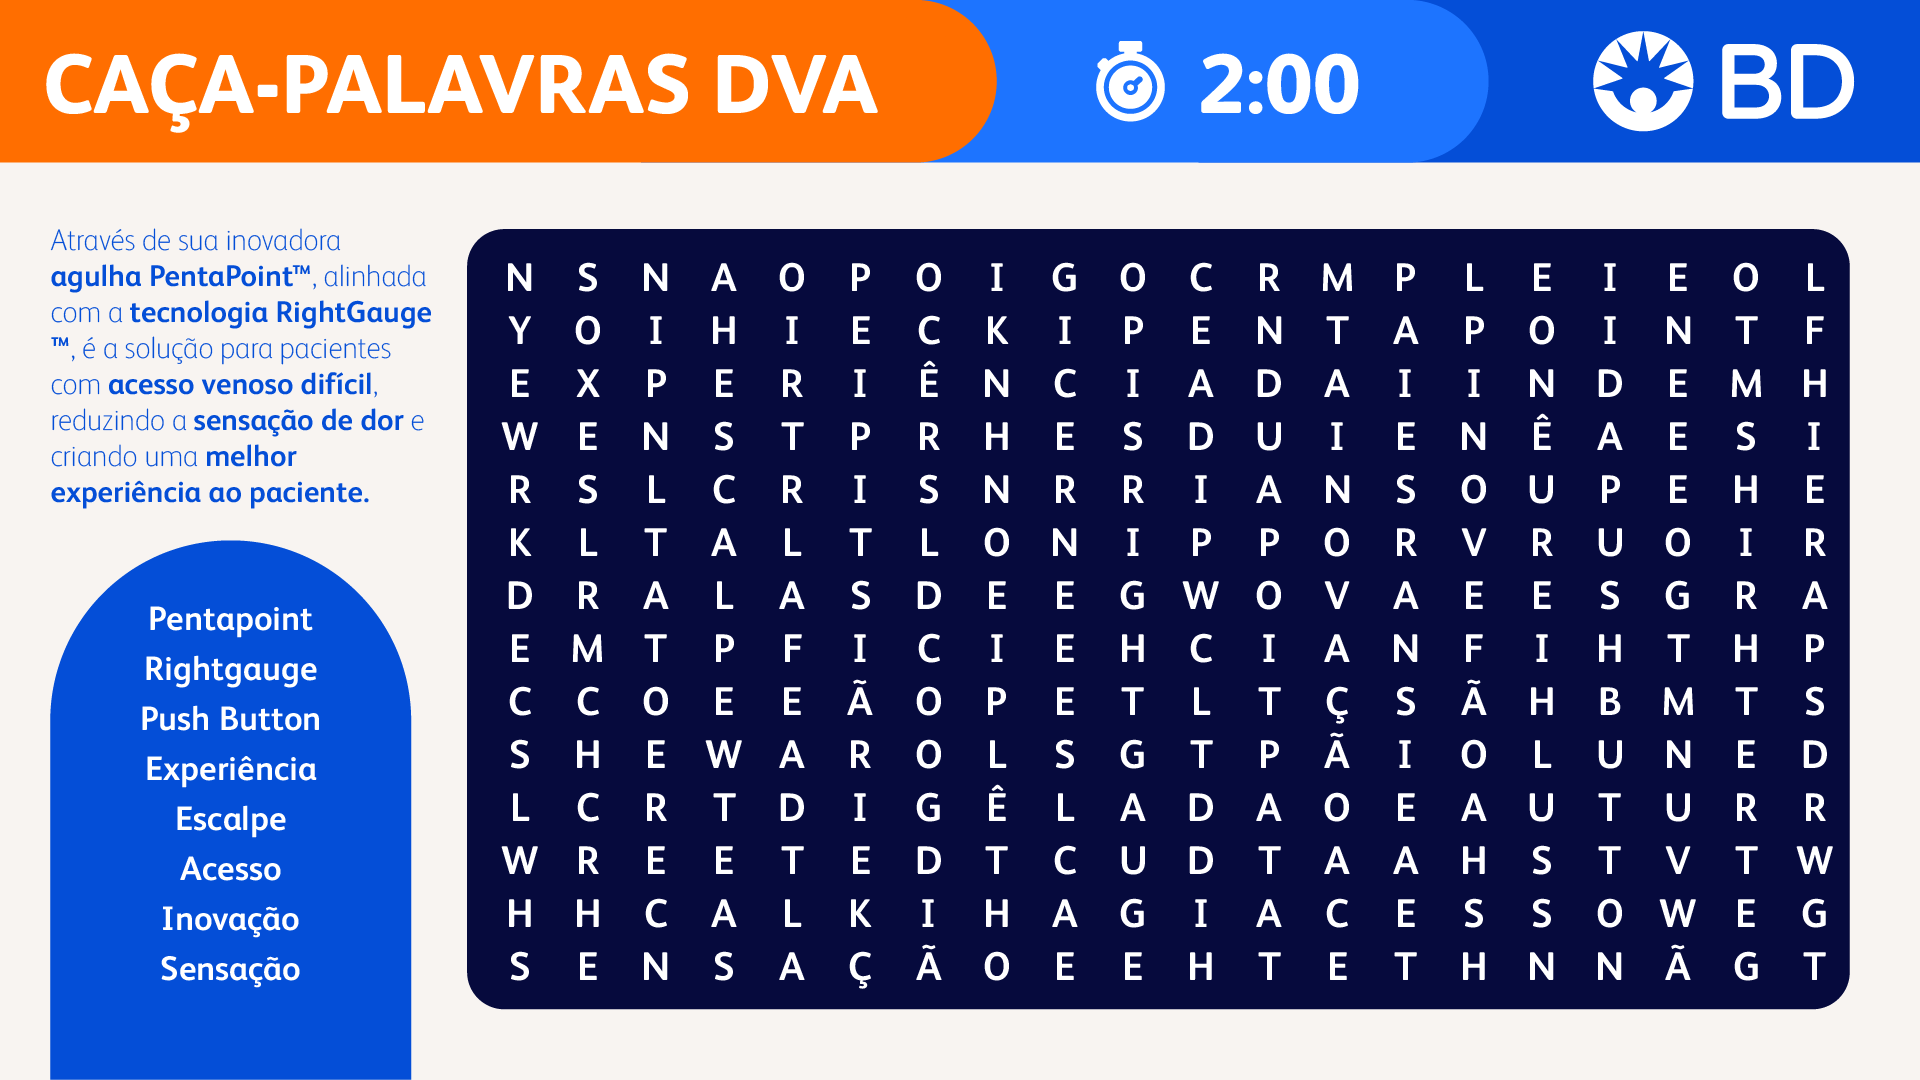 CAÇA-PALAVRAS DVA
2:00
BD
Através de sua inovadora
agulha PentaPoint™, alinhada
com a tecnologia RightGauge
™, é a solução para pacientes
com acesso venoso difícil,
reduzindo a sensação de dor e
criando uma melhor
experiência ao paciente.
Pentapoint
Rightgauge
Push Button
Experiência
Escalpe
Acesso
Inovação
Sensação
N S N A O P O I G O C R M P L E I E O L
Y O I H I E C K I P E N T A P O I N T F
E X P E R I Ê N C I A D A I I N D E M H
W E N S T P R H E S D U I E N Ê A E S I
R S L C R I S N R R I A N S O U P E H E
K L T A L T L O N I P P O R V R U O I R
D R A L A S D E E G W O V A E E S G R A
E M T P F I C I E H C I A N F I H T H P
C C O E E Ã O P E T L T Ç S Ã H B M T S
S H E W A R O L S G T P Ã I O L U N E D
L C R T D I G Ê L A D A O E A U T U R R
W R E E T E D T C U D T A A H S T V T W
H H C A L K I H A G I A C E S S O W E G
S E N S A Ç Ã O E E H T E T H N N Ã G T